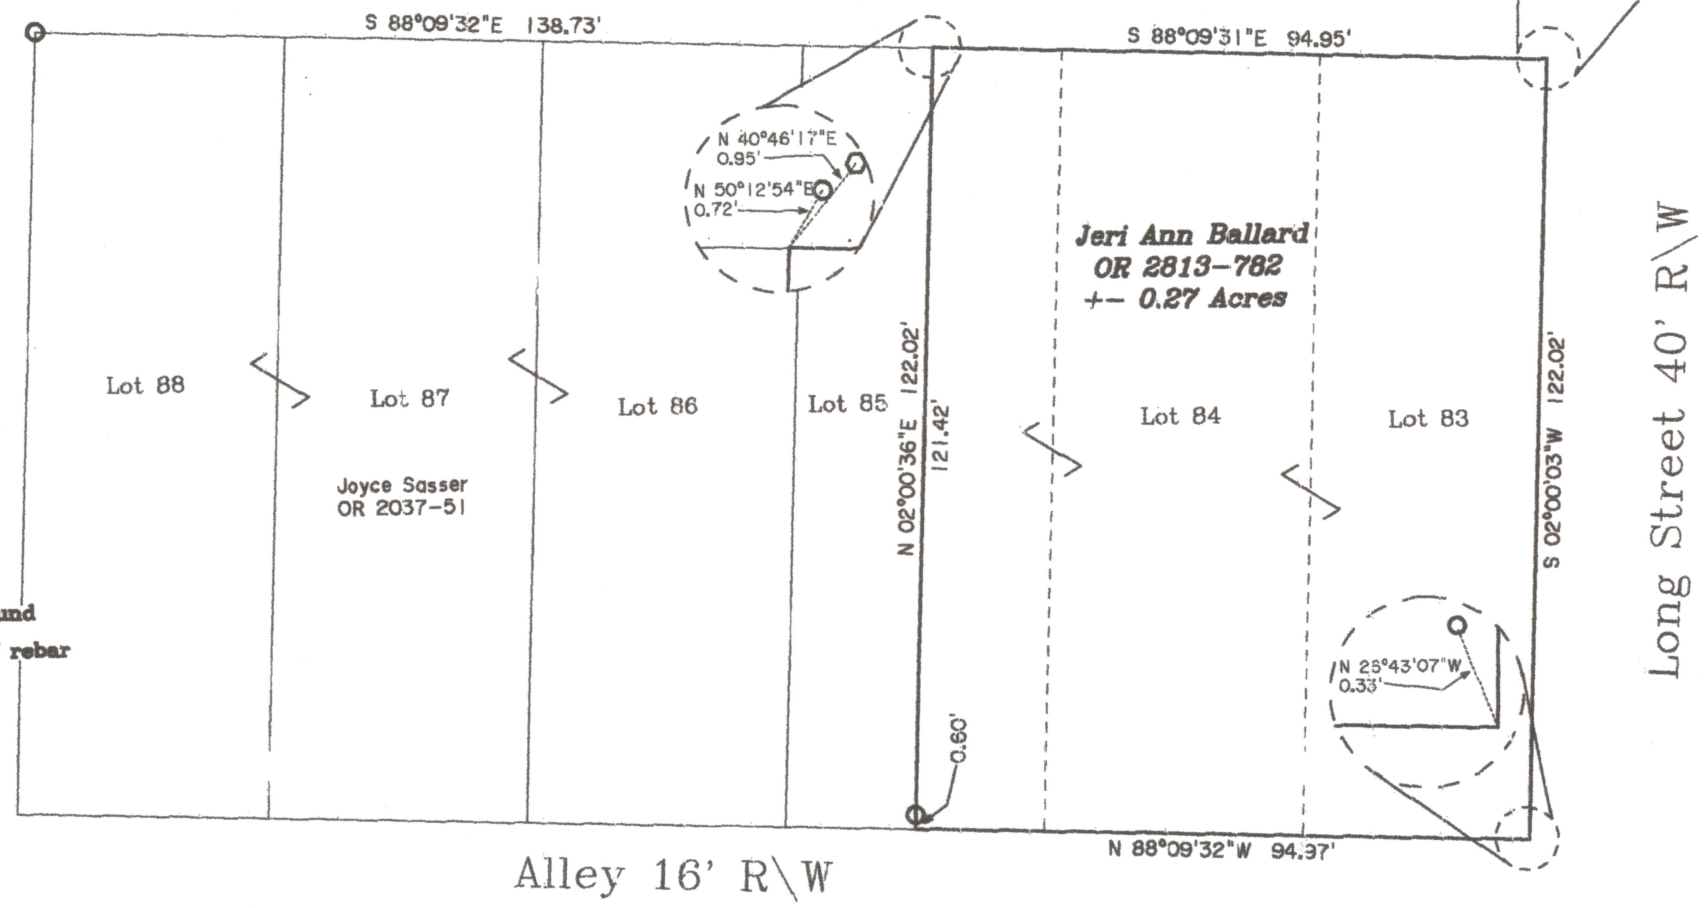 S 88°09'32"E 138.73'
S 88°09'31"E 94.95'
N 40°46'17"E
0.95'
N 50°12'54"E
0.72'
Jeri Ann Ballard
OR 2813-782
+- 0.27 Acres
Lot 88
Lot 87
Lot 86
Lot 85
N 02°00'36"E 122.02'
121.42'
Lot 84
Lot 83
S 02°00'03"W 122.02'
Long Street 40' R\W
Joyce Sasser
OR 2037-51
und
rebar
N 43'07"W
0.33'
0.60'
N 88°09'32"W 94.97'
Alley 16' R\W